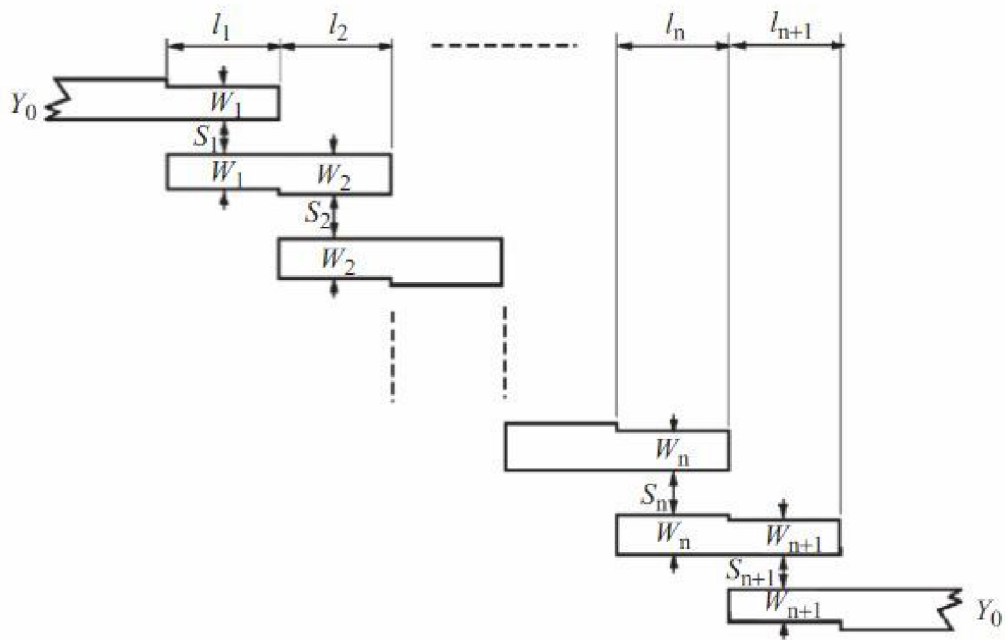 l₁ l₂ lₙ lₙ₊₁
Y₀ W₁
S₁
W₁ W₂
S₂
W₂
Wₙ
Sₙ
Wₙ Wₙ₊₁
Sₙ₊₁
Wₙ₊₁ Y₀